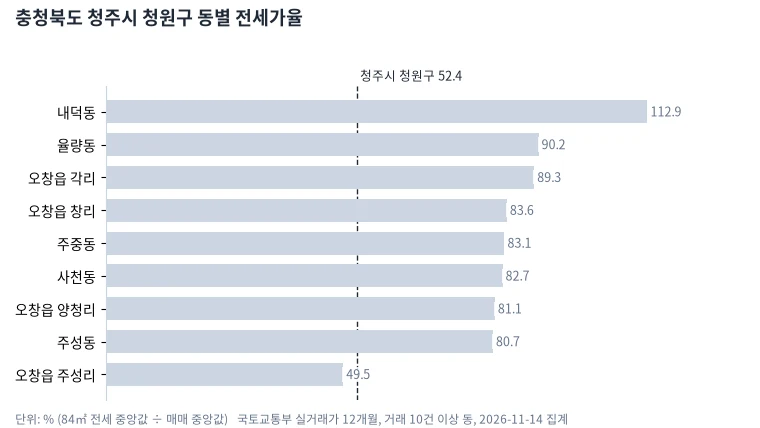 충청북도 청주시 청원구 동별 전세가율
청주시 청원구 52.4
내덕동 112.9
율량동 90.2
오창읍 각리 89.3
오창읍 창리 83.6
주중동 83.1
사천동 82.7
오창읍 양청리 81.1
주성동 80.7
오창읍 주성리 49.5
단위: % (84㎡ 전세 중앙값 ÷ 매매 중앙값) 국토교통부 실거래가 12개월, 거래 10건 이상 동, 2026-11-14 집계